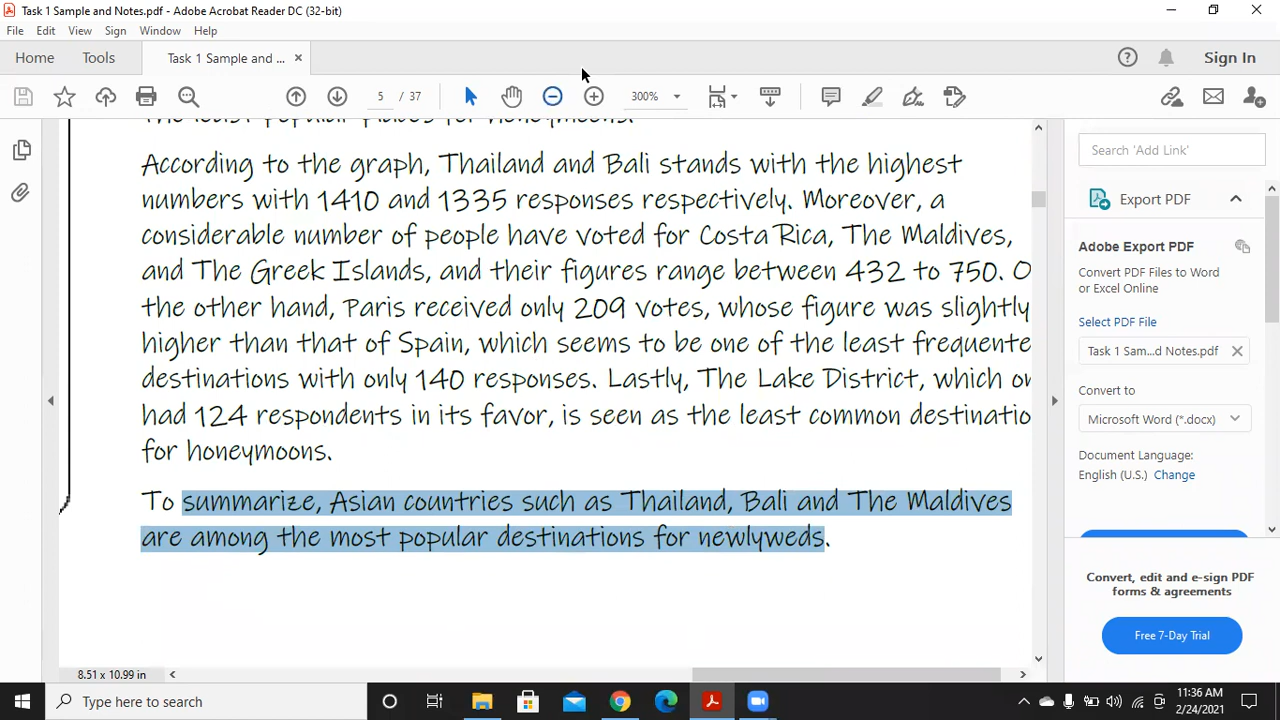 Task 1 Sample and Notes.pdf - Adobe Acrobat Reader DC (32-bit)
File Edit View Sign Window Help
Home Tools Task 1 Sample and ... × Sign In
5 / 37 300%
The least popular places for honeymoons.
According to the graph, Thailand and Bali stands with the highest
numbers with 1410 and 1335 responses respectively. Moreover, a
considerable number of people have voted for Costa Rica, The Maldives,
and The Greek Islands, and their figures range between 432 to 750. O
the other hand, Paris received only 209 votes, whose figure was slightly
higher than that of Spain, which seems to be one of the least frequente
destinations with only 140 responses. Lastly, The Lake District, which on
had 124 respondents in its favor, is seen as the least common destinatio
for honeymoons.
To summarize, Asian countries such as Thailand, Bali and The Maldives
are among the most popular destinations for newlyweds.
8.51 x 10.99 in
Search 'Add Link'
Export PDF
Adobe Export PDF
Convert PDF Files to Word
or Excel Online
Select PDF File
Task 1 Sam...d Notes.pdf
Convert to
Microsoft Word (*.docx)
Document Language:
English (U.S.) Change
Convert, edit and e-sign PDF
forms & agreements
Free 7-Day Trial
Type here to search
11:36 AM
2/24/2021